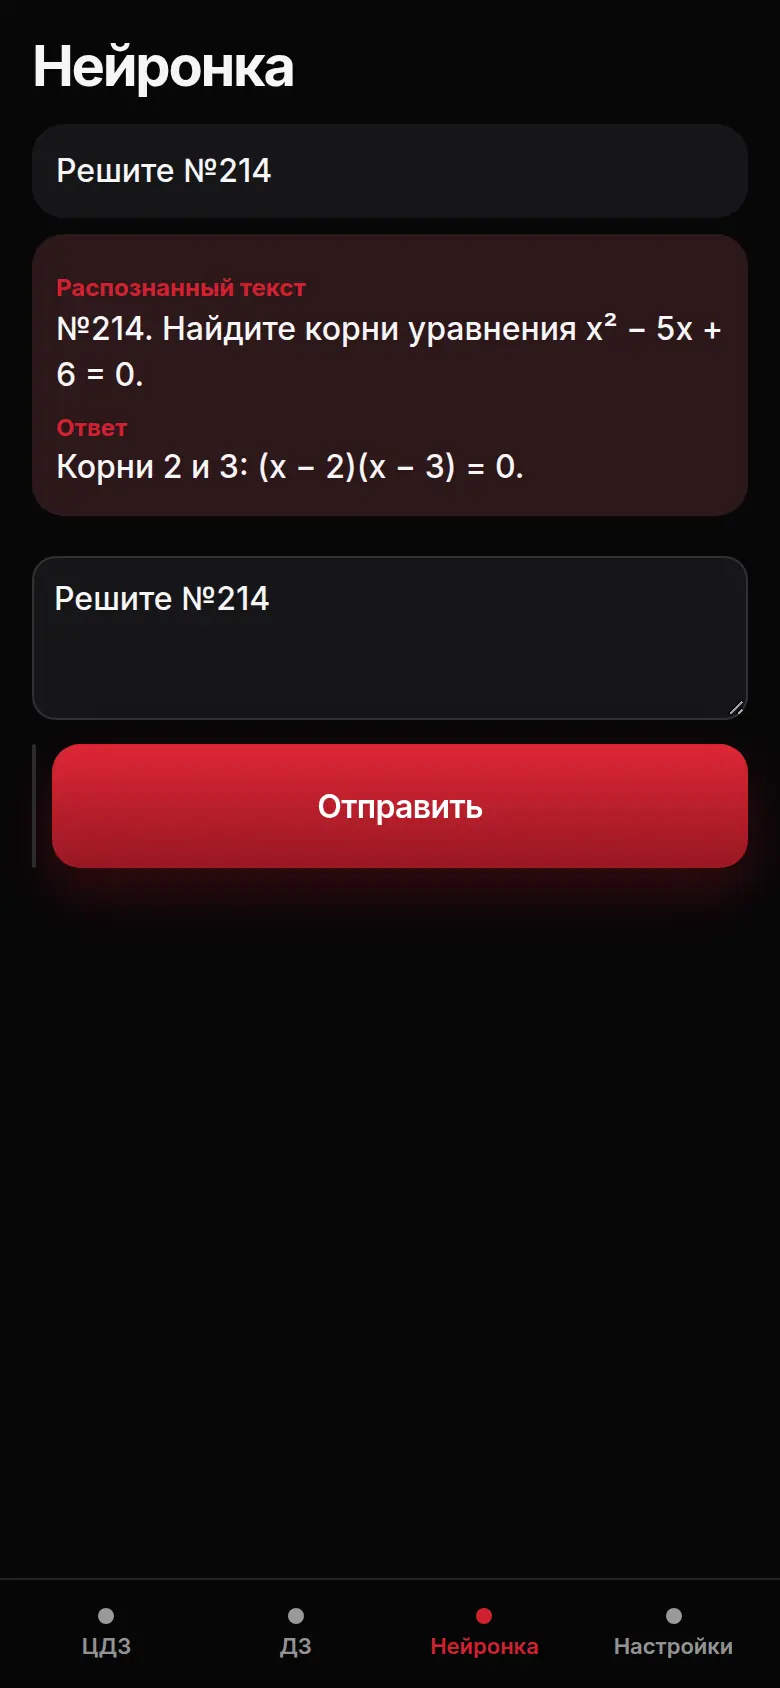 Нейронка
Решите №214
Распознанный текст
№214. Найдите корни уравнения x² − 5x +
6 = 0.
Ответ
Корни 2 и 3: (x − 2)(x − 3) = 0.
Решите №214
Отправить
ЦДЗ
ДЗ
Нейронка
Настройки